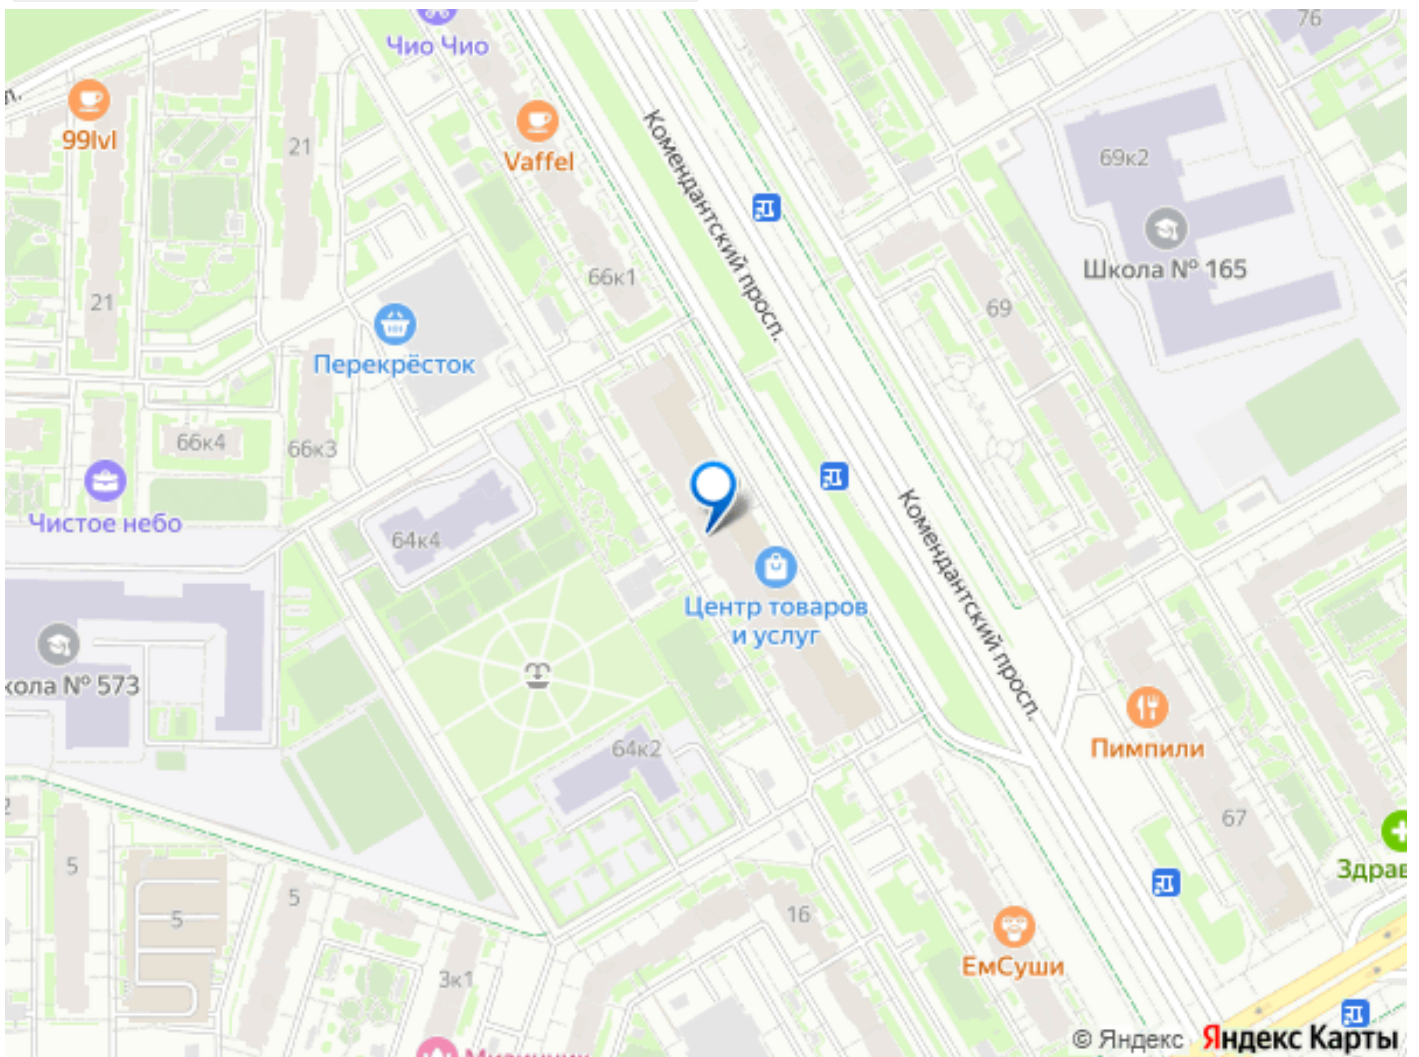 76
Чио Чио
99lvl
Vaffel
21
Комендантский просп.
69к2
Школа № 165
66к1
21
69
Перекрёсток
66к4
66к3
Чистое небо
64к4
Комендантский просп.
Центр товаров
и услуг
кола № 573
64к2
Пимпили
67
2
5
5
5
Здрав
16
ЕмСуши
3к1
© Яндекс Яндекс Карты